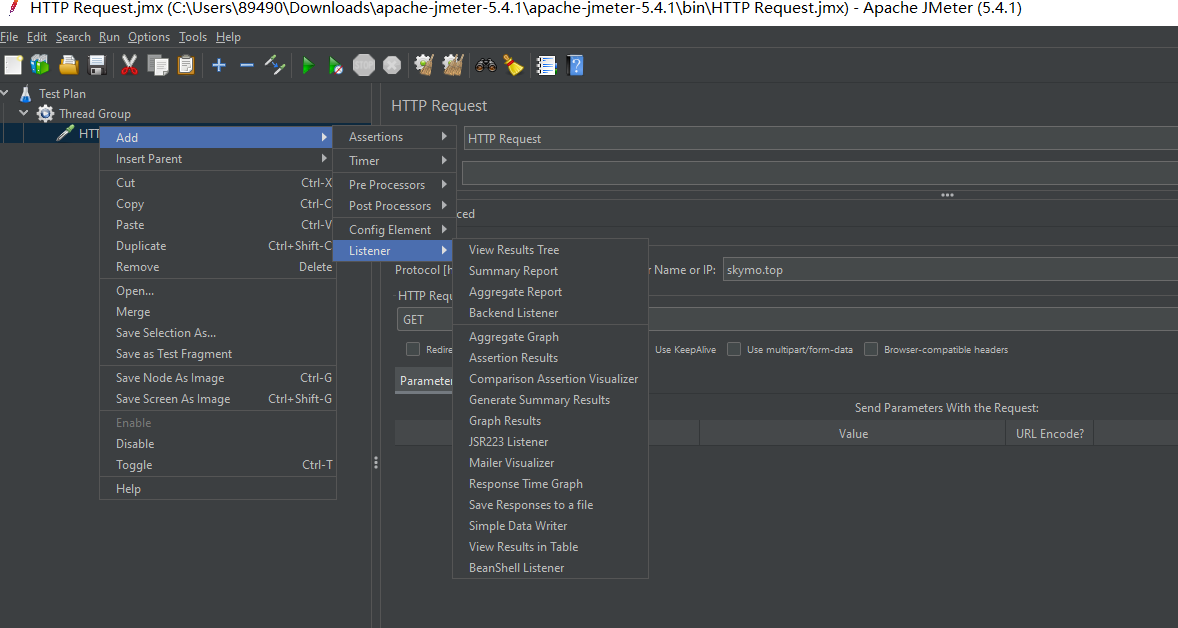 HTTP Request.jmx (C:\Users\89490\Downloads\apache-jmeter-5.4.1\apache-jmeter-5.4.1\bin\HTTP Request.jmx) - Apache JMeter (5.4.1)
File Edit Search Run Options Tools Help
Test Plan
Thread Group
HTT
HTTP Request
HTTP Request
Add
Insert Parent
Cut Ctrl-X
Copy Ctrl-C
Paste Ctrl-V
Duplicate Ctrl+Shift-C
Remove Delete
Open...
Merge
Save Selection As...
Save as Test Fragment
Save Node As Image Ctrl-G
Save Screen As Image Ctrl+Shift-G
Enable
Disable
Toggle Ctrl-T
Help
Assertions
Timer
Pre Processors
Post Processors
Config Element
Listener
View Results Tree
Summary Report
Aggregate Report
Backend Listener
Aggregate Graph
Assertion Results
Comparison Assertion Visualizer
Generate Summary Results
Graph Results
JSR223 Listener
Mailer Visualizer
Response Time Graph
Save Responses to a file
Simple Data Writer
View Results in Table
BeanShell Listener
ced
Protocol [h Name or IP: skymo.top
HTTP Requ
GET
Redire Use KeepAlive Use multipart/form-data Browser-compatible headers
Parameter
Send Parameters With the Request:
Value URL Encode?